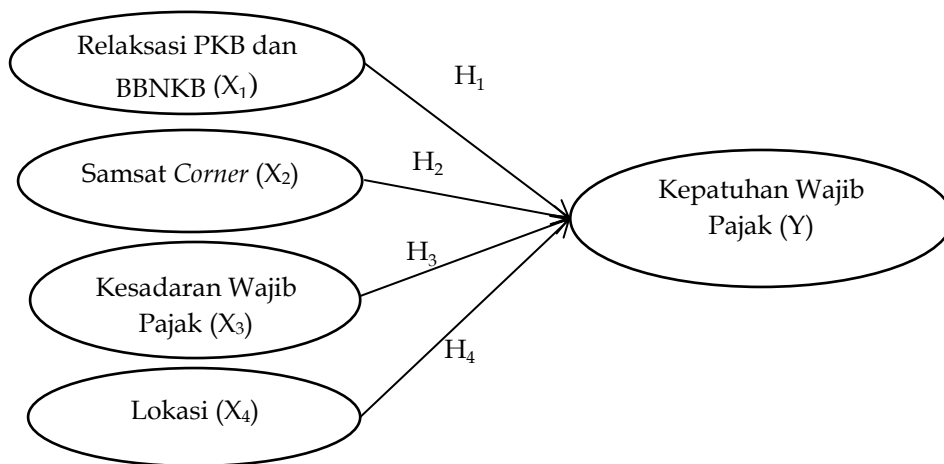 Relaksasi PKB dan
BBNKB (X₁)
H₁
Samsat Corner (X₂)
H₂
Kepatuhan Wajib
Pajak (Y)
H₃
Kesadaran Wajib
Pajak (X₃)
H₄
Lokasi (X₄)